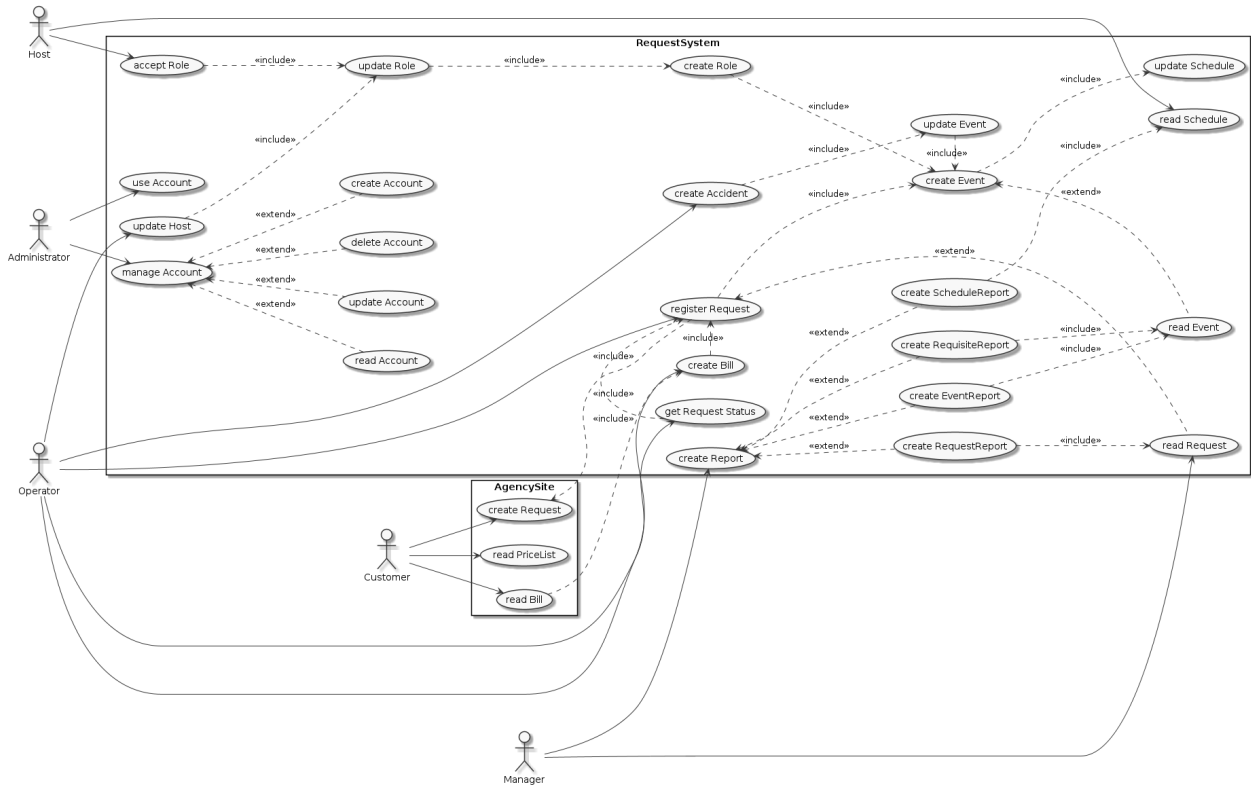 RequestSystem
Host
accept Role
«include»
update Role
«include»
create Role
«include»
update Schedule
«include»
read Schedule
update Event
«include»
«include»
«include»
«include»
create Event
use Account
create Account
create Accident
«include»
«extend»
Administrator
update Host
«extend»
manage Account
delete Account
«extend»
«extend»
«extend»
update Account
«extend»
read Account
register Request
create ScheduleReport
«extend»
read Event
«include»
«include»
create RequisiteReport
«include»
create Bill
«include»
«extend»
«include»
create EventReport
get Request Status
«include»
«extend»
Operator
create Report
«extend»
create RequestReport
«include»
read Request
AgencySite
create Request
Customer
read PriceList
read Bill
Manager